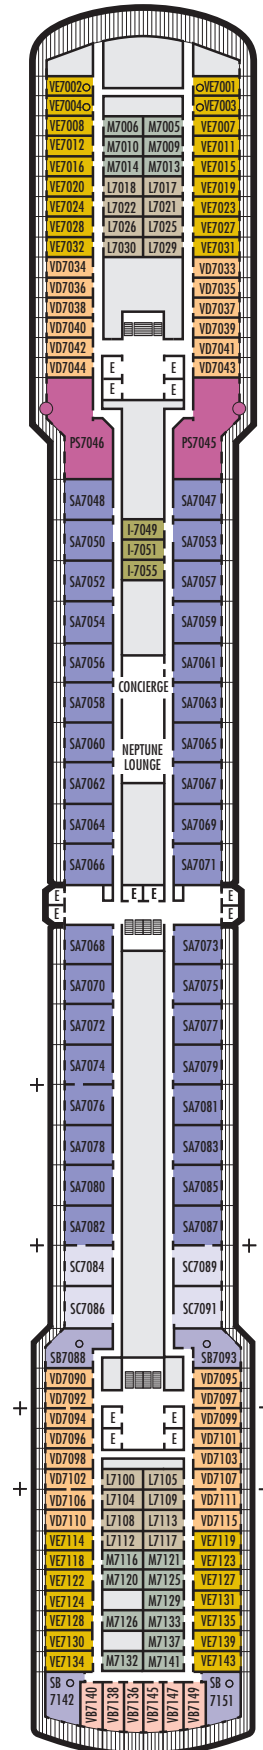 VE7002 VE7001
VE7004 VE7003
VE7008 M7006 M7005 VE7007
VE7012 M7010 M7009 VE7011
VE7016 M7014 M7013 VE7015
VE7020 L7018 L7017 VE7019
VE7024 L7022 L7021 VE7023
VE7028 L7026 L7025 VE7027
VE7032 L7030 L7029 VE7031
VD7034 VD7033
VD7036 VD7035
VD7038 VD7037
VD7040 VD7039
VD7042 VD7041
VD7044 E E VD7043
E E
PS7046 PS7045
SA7048 SA7047
I-7049
SA7050 I-7051 SA7053
SA7052 I-7055 SA7057
SA7054 SA7059
SA7056 SA7061
SA7058 CONCIERGE SA7063
SA7060 NEPTUNE SA7065
LOUNGE
SA7062 SA7067
SA7064 SA7069
SA7066 SA7071
E E E E
E E
SA7068 SA7073
SA7070 SA7075
SA7072 SA7077
SA7074 SA7079
SA7076 SA7081
SA7078 SA7083
SA7080 SA7085
SA7082 SA7087
SC7084 SC7089
SC7086 SC7091
SB7088 SB7093
VD7090 VD7095
VD7092 VD7097
VD7094 E E VD7099
VD7096 E E VD7101
VD7098 VD7103
VD7102 L7100 L7105 VD7107
VD7106 L7104 L7109 VD7111
VD7110 L7108 L7113 VD7115
VE7114 L7112 L7117 VE7119
VE7118 M7116 M7121 VE7123
VE7122 M7120 M7125 VE7127
VE7124 M7129 VE7131
VE7128 M7126 M7133 VE7135
VE7130 M7137 VE7139
VE7134 M7132 M7141 VE7143
SB SB
7142 VB7140 VB7138 VB7136 VB7145 VB7147 VB7149 7151